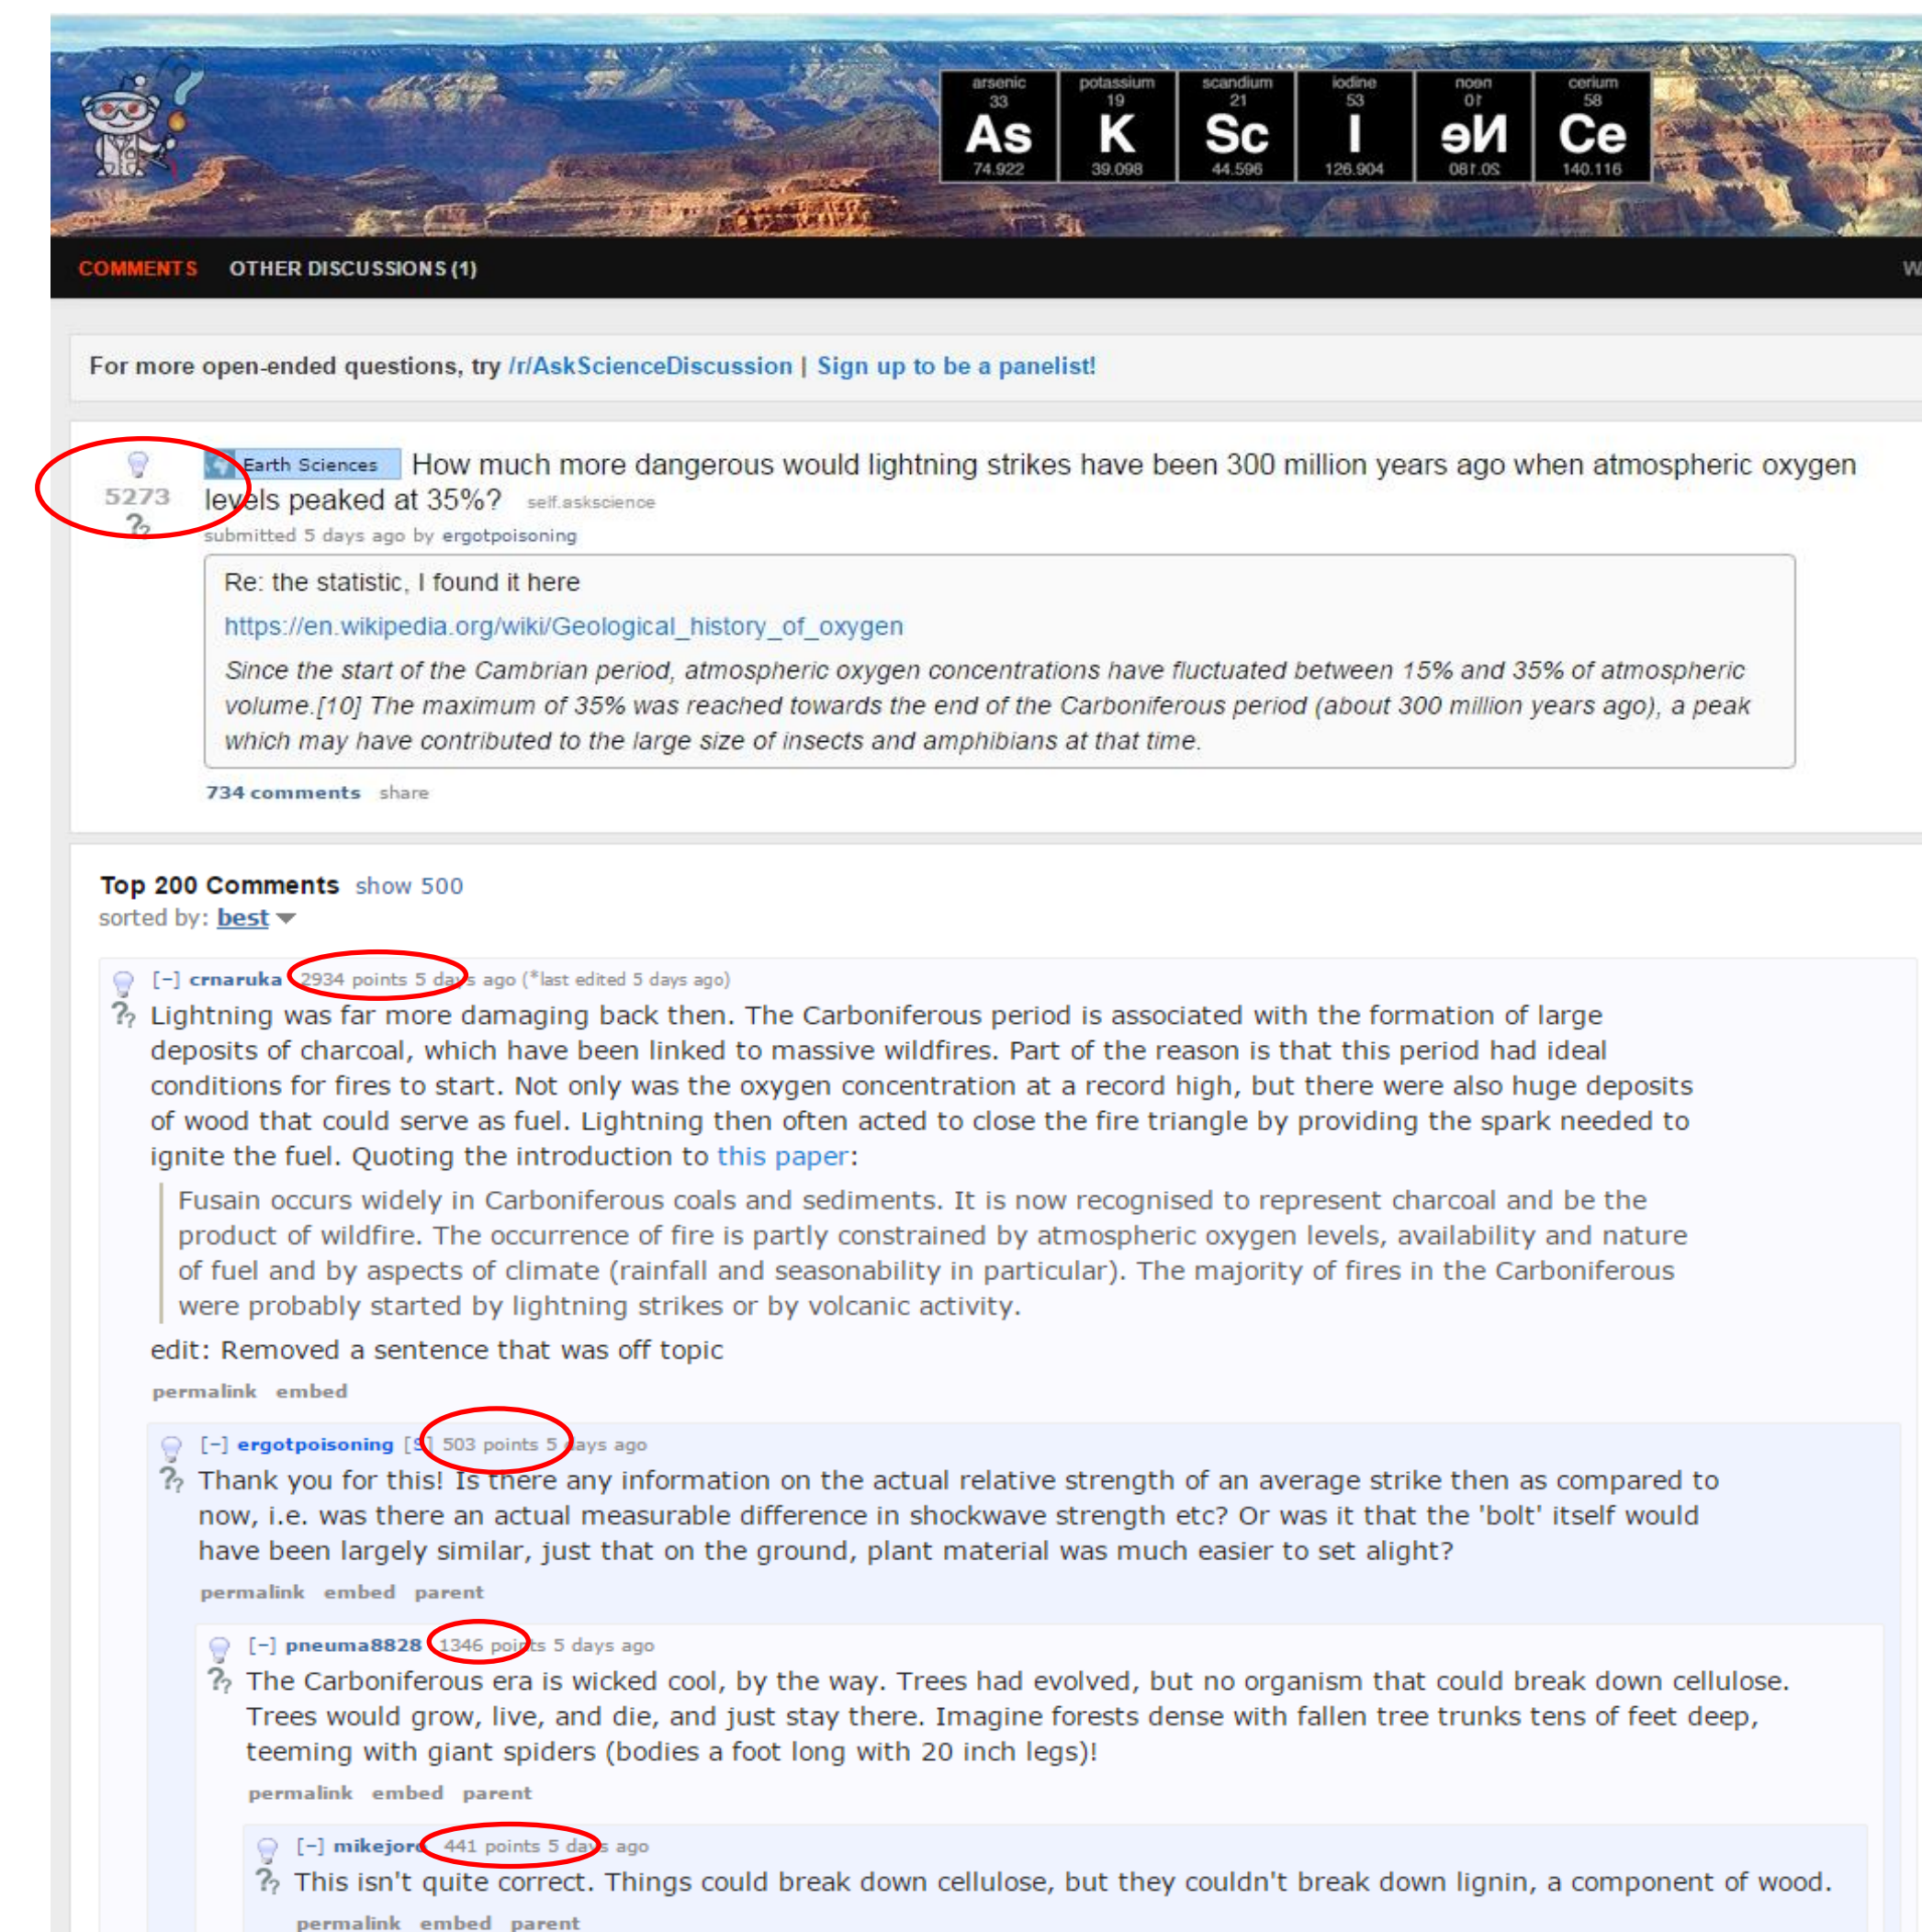 arsenic potassium scandium iodine neon cerium
33 19 21 53 10 58
As K Sc I Ne Ce
74.922 39.098 44.596 126.904 20.180 140.116
COMMENTS OTHER DISCUSSIONS (1)
For more open-ended questions, try /r/AskScienceDiscussion | Sign up to be a panelist!
Earth Sciences How much more dangerous would lightning strikes have been 300 million years ago when atmospheric oxygen
5273 levels peaked at 35%? self.askscience
submitted 5 days ago by ergotpoisoning
Re: the statistic, I found it here
https://en.wikipedia.org/wiki/Geological_history_of_oxygen
Since the start of the Cambrian period, atmospheric oxygen concentrations have fluctuated between 15% and 35% of atmospheric
volume.[10] The maximum of 35% was reached towards the end of the Carboniferous period (about 300 million years ago), a peak
which may have contributed to the large size of insects and amphibians at that time.
734 comments share
Top 200 Comments show 500
sorted by: best
[–] crnaruka 2934 points 5 days ago (*last edited 5 days ago)
Lightning was far more damaging back then. The Carboniferous period is associated with the formation of large
deposits of charcoal, which have been linked to massive wildfires. Part of the reason is that this period had ideal
conditions for fires to start. Not only was the oxygen concentration at a record high, but there were also huge deposits
of wood that could serve as fuel. Lightning then often acted to close the fire triangle by providing the spark needed to
ignite the fuel. Quoting the introduction to this paper:
Fusain occurs widely in Carboniferous coals and sediments. It is now recognised to represent charcoal and be the
product of wildfire. The occurrence of fire is partly constrained by atmospheric oxygen levels, availability and nature
of fuel and by aspects of climate (rainfall and seasonability in particular). The majority of fires in the Carboniferous
were probably started by lightning strikes or by volcanic activity.
edit: Removed a sentence that was off topic
permalink embed
[–] ergotpoisoning [S] 503 points 5 days ago
Thank you for this! Is there any information on the actual relative strength of an average strike then as compared to
now, i.e. was there an actual measurable difference in shockwave strength etc? Or was it that the 'bolt' itself would
have been largely similar, just that on the ground, plant material was much easier to set alight?
permalink embed parent
[–] pneuma8828 1346 points 5 days ago
The Carboniferous era is wicked cool, by the way. Trees had evolved, but no organism that could break down cellulose.
Trees would grow, live, and die, and just stay there. Imagine forests dense with fallen tree trunks tens of feet deep,
teeming with giant spiders (bodies a foot long with 20 inch legs)!
permalink embed parent
[–] mikejoro 441 points 5 days ago
This isn't quite correct. Things could break down cellulose, but they couldn't break down lignin, a component of wood.
permalink embed parent